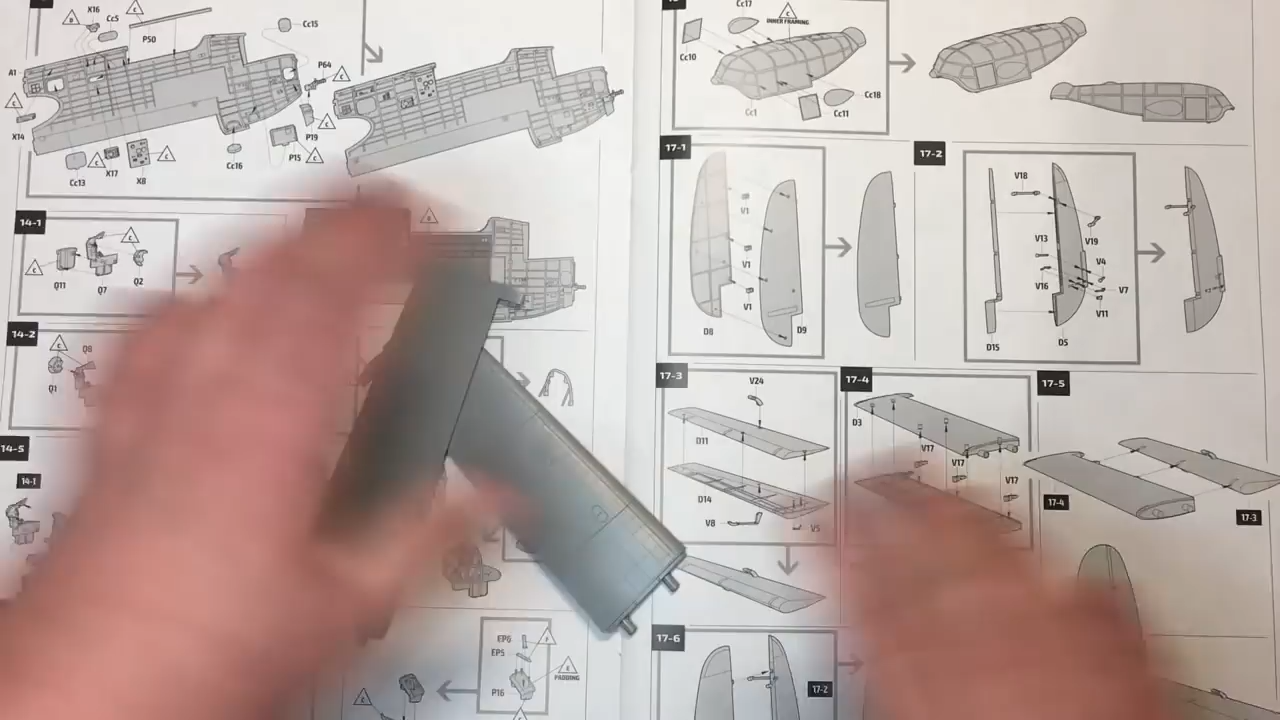 X16
C
D
Cc5
P50
Cc15
A1
P64
C
C
X14
P19
C
Cc13
C
X17
X8
C
Cc16
P15
C
14-1
C
C
Q11
Q7
Q2
14-2
C
Q8
Q1
14-5
14-1
EP6
F
EP5
P16
C
PADDING
C
Cc17
C
INNER FRAMING
Cc10
Cc1
Cc11
Cc18
17-1
V1
V1
V1
D8
D9
17-2
V18
V19
V13
V4
V16
V7
V11
D15
D5
17-3
V24
D11
D14
V8
V5
17-4
D3
V17
V17
V17
17-5
17-4
17-3
17-6
17-2